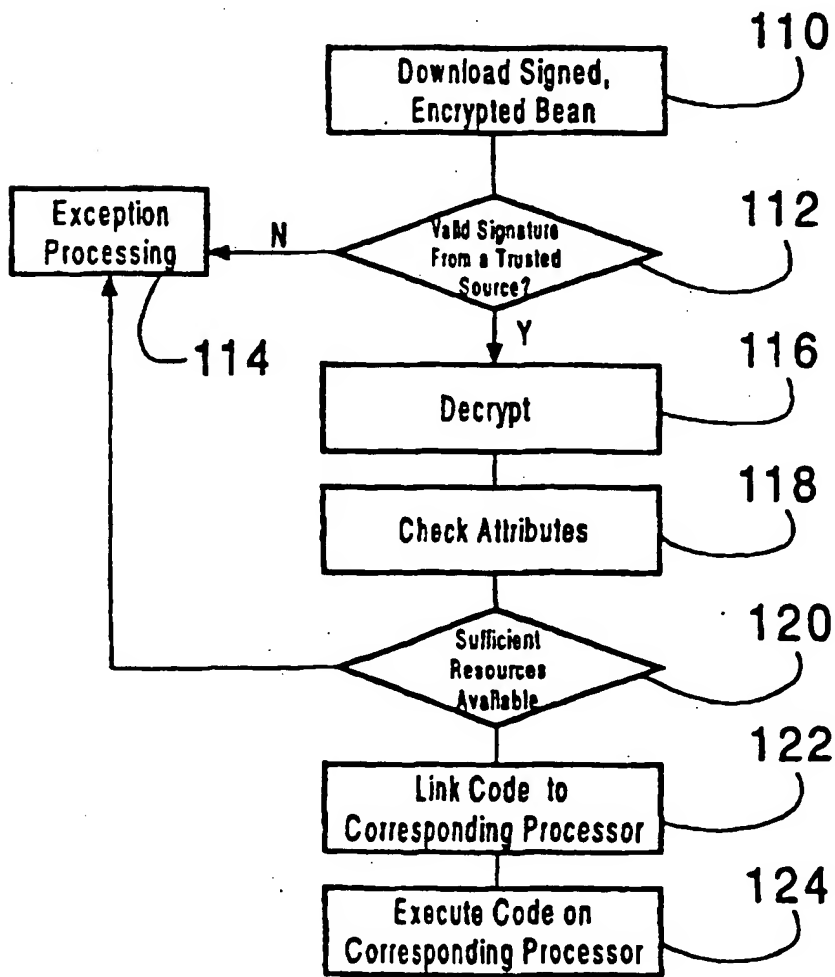 110
Download Signed,
Encrypted Bean
112
Valid Signature
From a Trusted
Source?
N
Exception
Processing
114
Y
116
Decrypt
118
Check Attributes
120
Sufficient
Resources
Available
122
Link Code to
Corresponding Processor
124
Execute Code on
Corresponding Processor